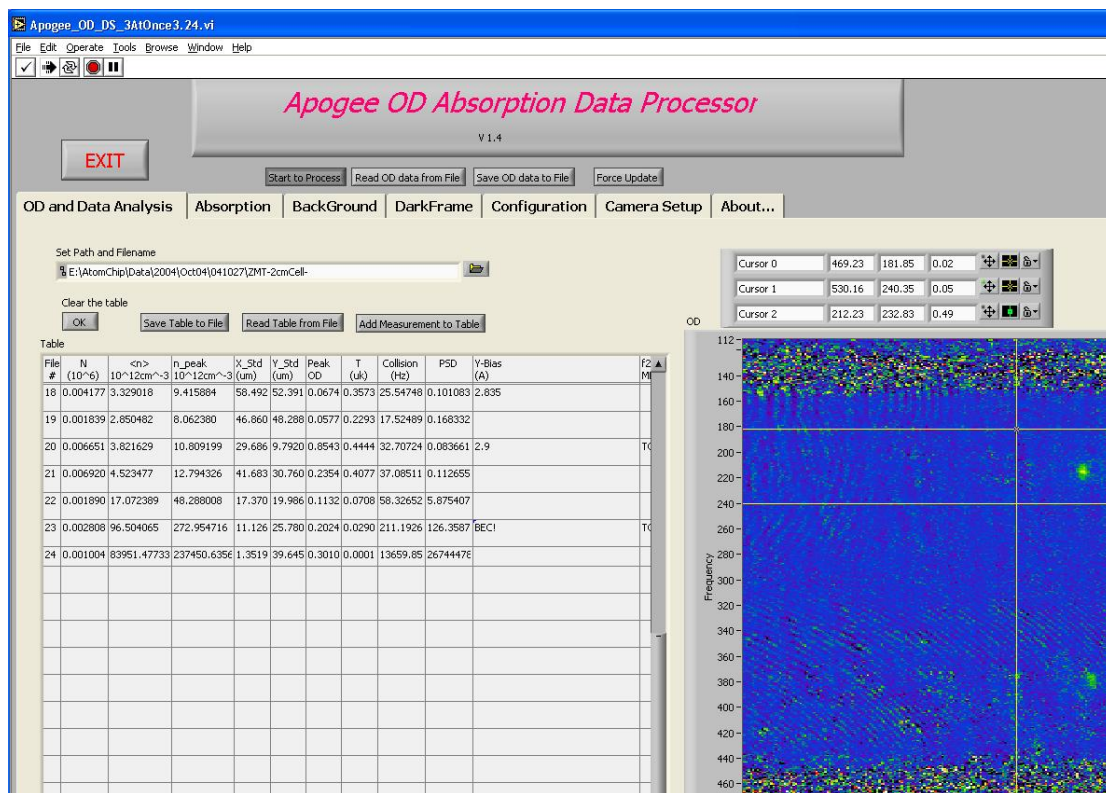 Apogee_OD_DS_3AtOnce3.24.vi
File Edit Operate Tools Browse Window Help
Apogee OD Absorption Data Processor
V 1.4
EXIT
Start to Process Read OD data from File Save OD data to File Force Update
OD and Data Analysis Absorption BackGround DarkFrame Configuration Camera Setup About...
Set Path and Filename
E:\AtomChip\Data\2004\Oct04\041027\ZMT-2cmCell-
Clear the table
OK Save Table to File Read Table from File Add Measurement to Table
Table
File N <n> n_peak X_Std Y_Std Peak T Collision PSD Y-Bias f2
# (10^6) 10^12cm^-3 10^12cm^-3 (um) (um) OD (uk) (Hz) (A)
18 0.004177 3.329018 9.415884 58.492 52.391 0.0674 0.3573 25.54748 0.101083 2.835
19 0.001839 2.850482 8.062380 46.860 48.288 0.0577 0.2293 17.52489 0.168332
20 0.006651 3.821629 10.809199 29.686 9.7920 0.8543 0.4444 32.70724 0.083661 2.9
21 0.006920 4.523477 12.794326 41.683 30.760 0.2354 0.4077 37.08511 0.112655
22 0.001890 17.072389 48.288008 17.370 19.986 0.1132 0.0708 58.32652 5.875407
23 0.002808 96.504065 272.954716 11.126 25.780 0.2024 0.0290 211.1926 126.3587 BEC!
24 0.001004 83951.47733 237450.6356 1.3519 39.645 0.3010 0.0001 13659.85 26744478
Cursor 0 469.23 181.85 0.02
Cursor 1 530.16 240.35 0.05
Cursor 2 212.23 232.83 0.49
OD
112
140
160
180
200
220
240
260
280
300
320
340
360
380
400
420
440
460
Frequency